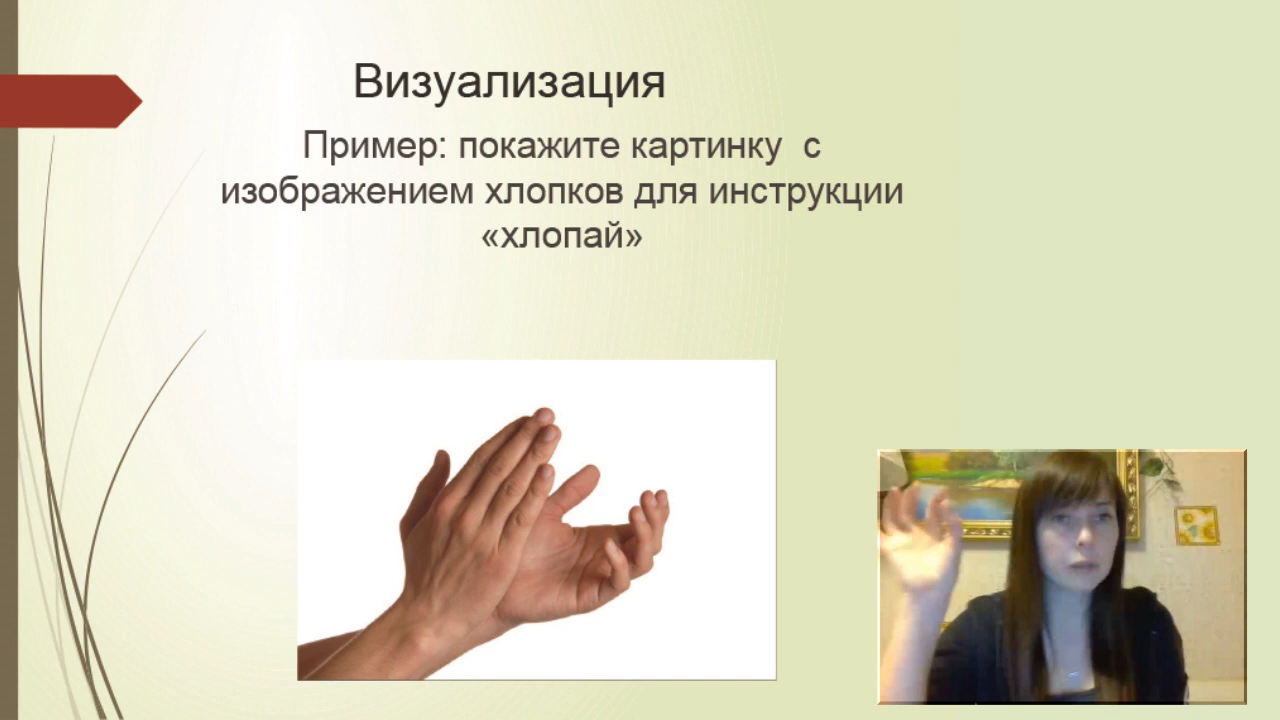 Визуализация
Пример: покажите картинку с
изображением хлопков для инструкции
«хлопай»